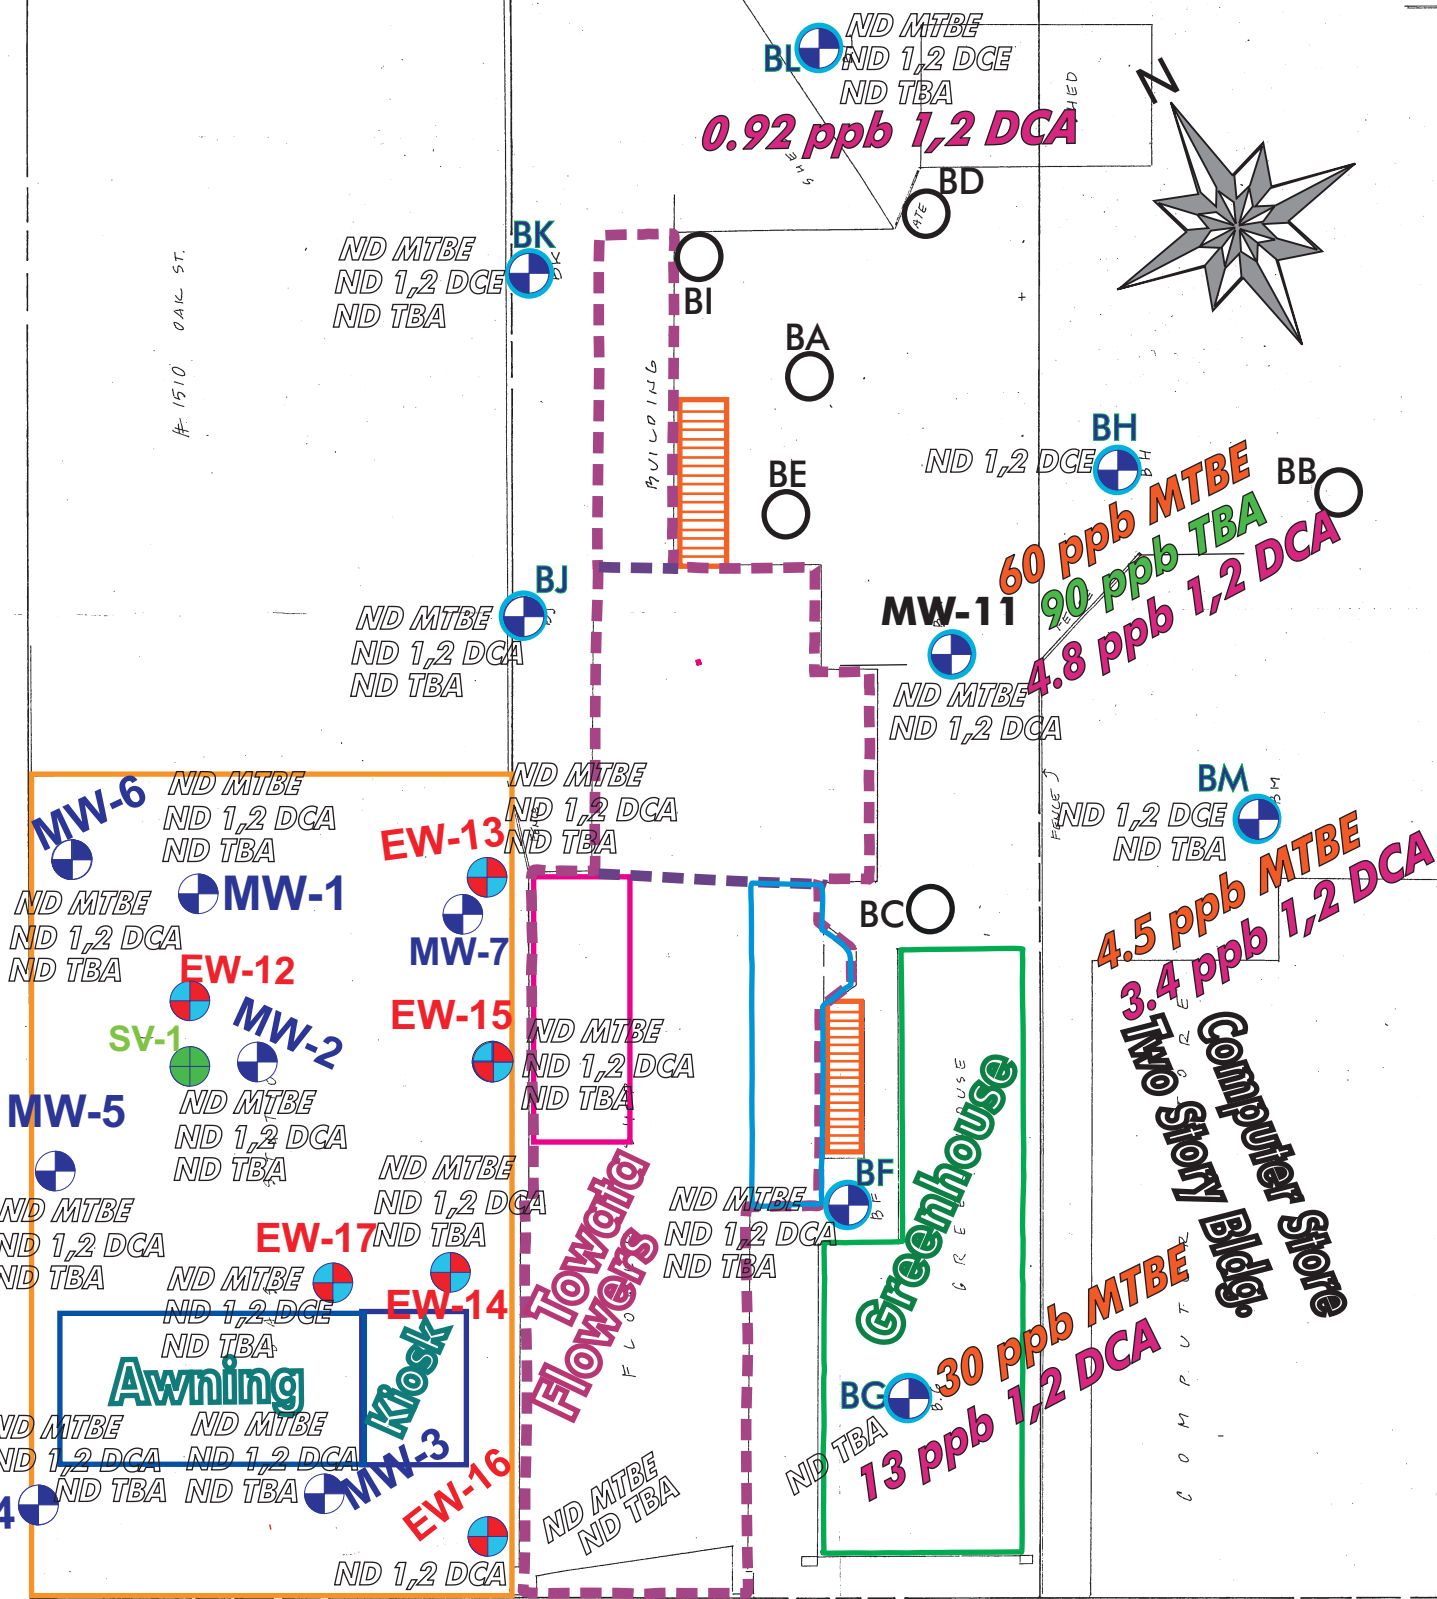 ND MTBE
BL
ND 1,2 DCE
ND TBA
0.92 ppb 1,2 DCA
N
BD
ATE
BK
BK
ND MTBE
ND 1,2 DCE
ND TBA
# 1510 OAK ST.
BI
BUILDING
BA
BE
BH
BH
ND 1,2 DCE
BB
60 ppb MTBE
90 ppb TBA
4.8 ppb 1,2 DCA
BJ
BJ
ND MTBE
ND 1,2 DCA
ND TBA
MW-11
ND MTBE
ND 1,2 DCA
FENCE
BM
BM
ND 1,2 DCE
ND TBA
4.5 ppb MTBE
3.4 ppb 1,2 DCA
MW-6
ND MTBE
ND 1,2 DCA
ND TBA
MW-1
ND MTBE
ND 1,2 DCA
ND TBA
EW-13
ND MTBE
ND 1,2 DCA
ND TBA
MW-7
BC
EW-12
SV-1
MW-2
ND MTBE
ND 1,2 DCA
ND TBA
EW-15
ND MTBE
ND 1,2 DCA
ND TBA
MW-5
ND MTBE
ND 1,2 DCA
ND TBA
ND MTBE
ND 1,2 DCA
ND TBA
EW-17
EW-14
ND MTBE
ND 1,2 DCE
ND TBA
Awning
Kiosk
Towata
Flowers
BF
BF
ND MTBE
ND 1,2 DCA
ND TBA
Greenhouse
Computer Store
Two Story Bldg.
30 ppb MTBE
13 ppb 1,2 DCA
BG
ND TBA
ND MTBE
ND 1,2 DCA
ND TBA
ND MTBE
ND 1,2 DCA
ND TBA
MW-3
4
EW-16
ND 1,2 DCA
ND MTBE
ND TBA